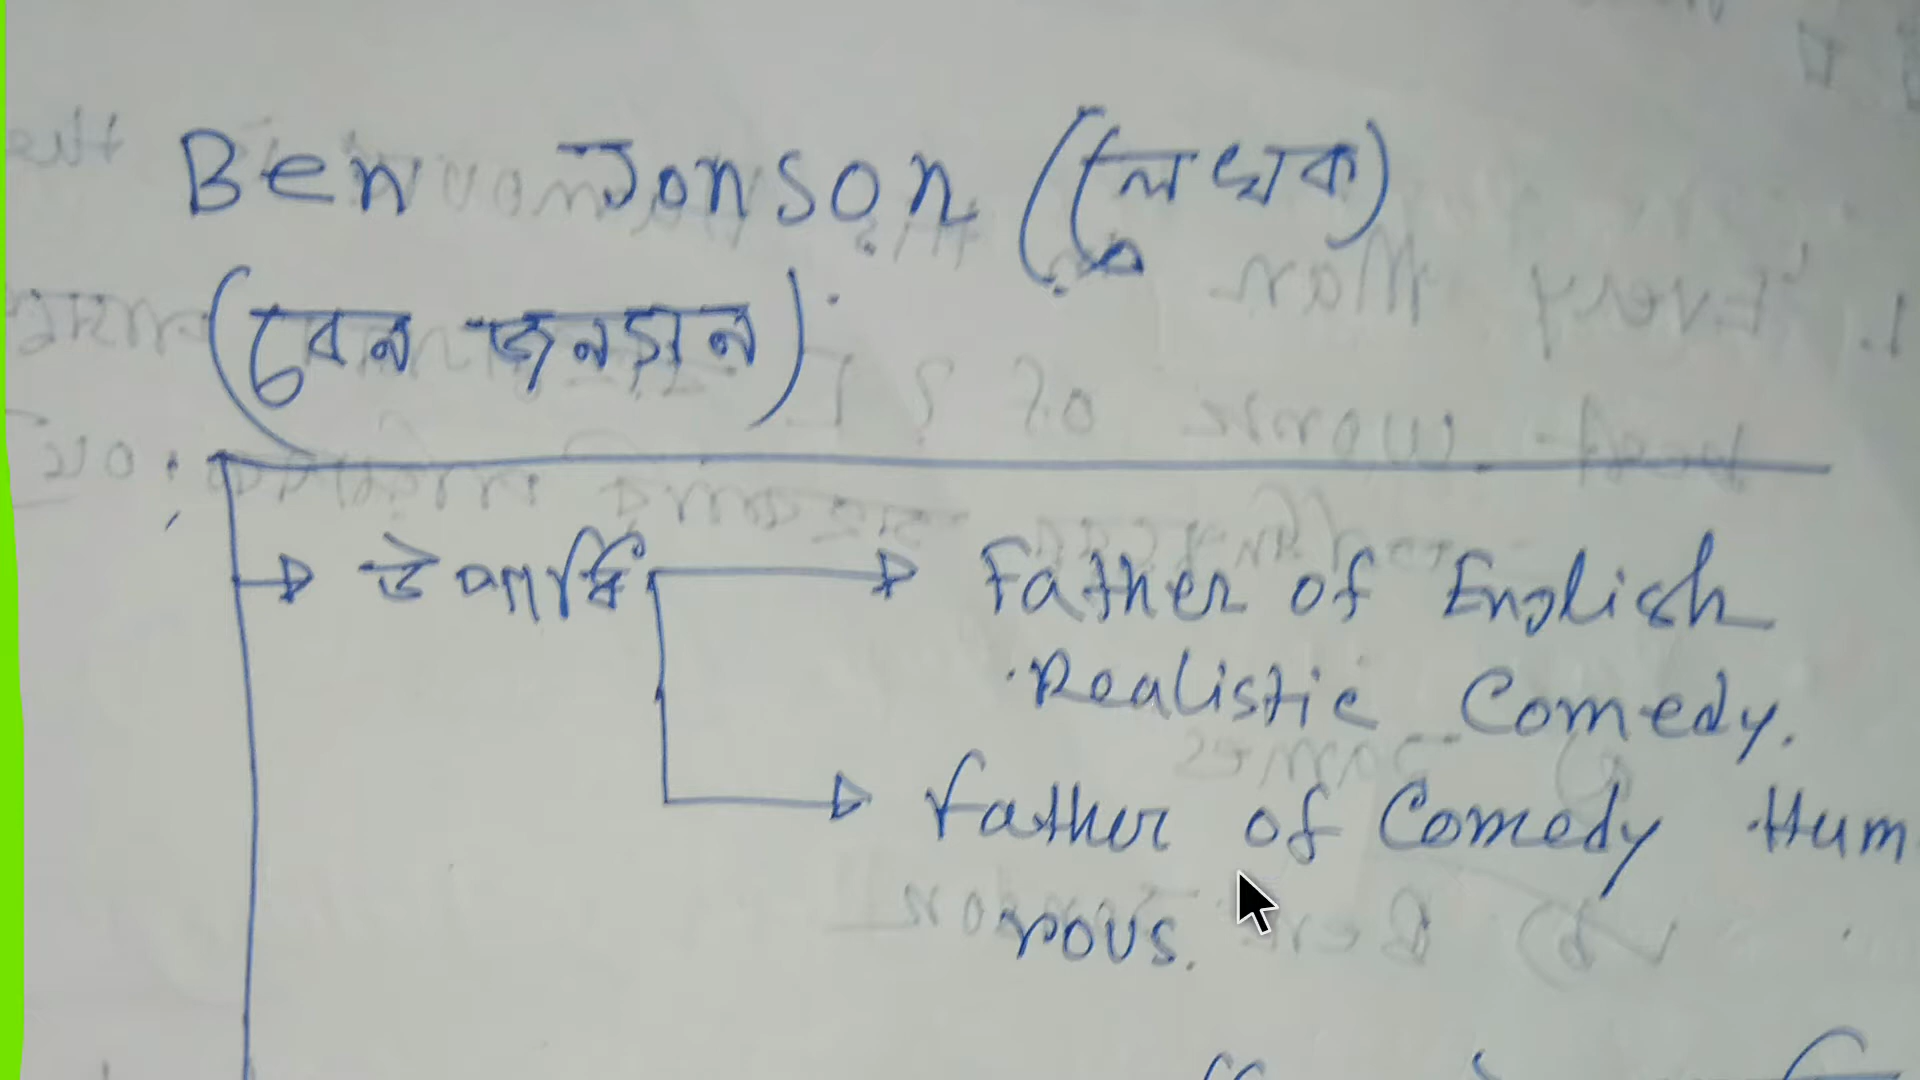 Ben Jonson (লেখক)
(বেন জনসন)
উপাধি Father of English
Realistic Comedy.
Father of Comedy Hum
rous.